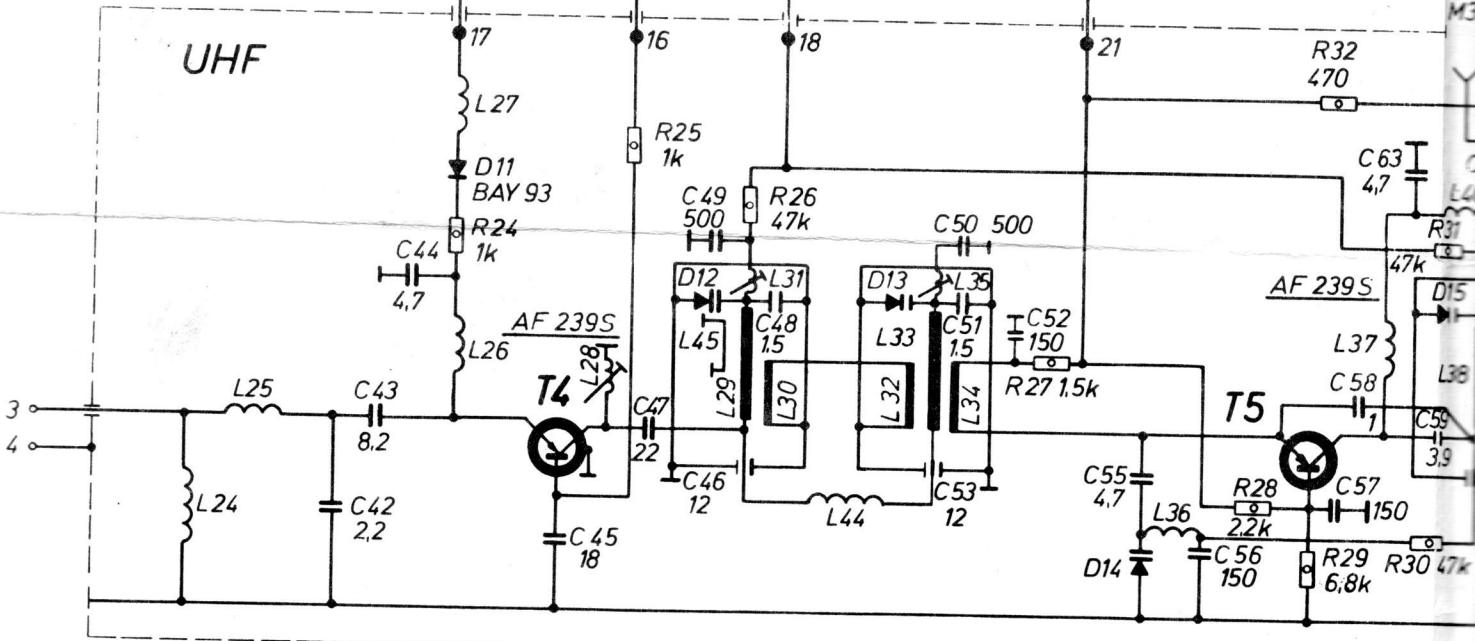 UHF
17
16
18
21
M3
R32
470
L27
R25
1k
D11
BAY 93
R24
1k
C44
4,7
C49
500
R26
47k
C50 500
C63
4,7
R31
47k
D12
L31
D13
L35
AF 239S
D15
L26
AF 239S
L28
L45
C48
1.5
L33
C51
1.5
C52
150
L37
L38
L25
C43
8,2
T4
C47
22
L29
L30
L32
L34
R27 1.5k
T5
C58
1
C59
3,9
3
4
L24
C42
2,2
C45
18
C46
12
L44
C53
12
C55
4,7
L36
R28
2,2k
C57
150
D14
C56
150
R29
6,8k
R30 47k